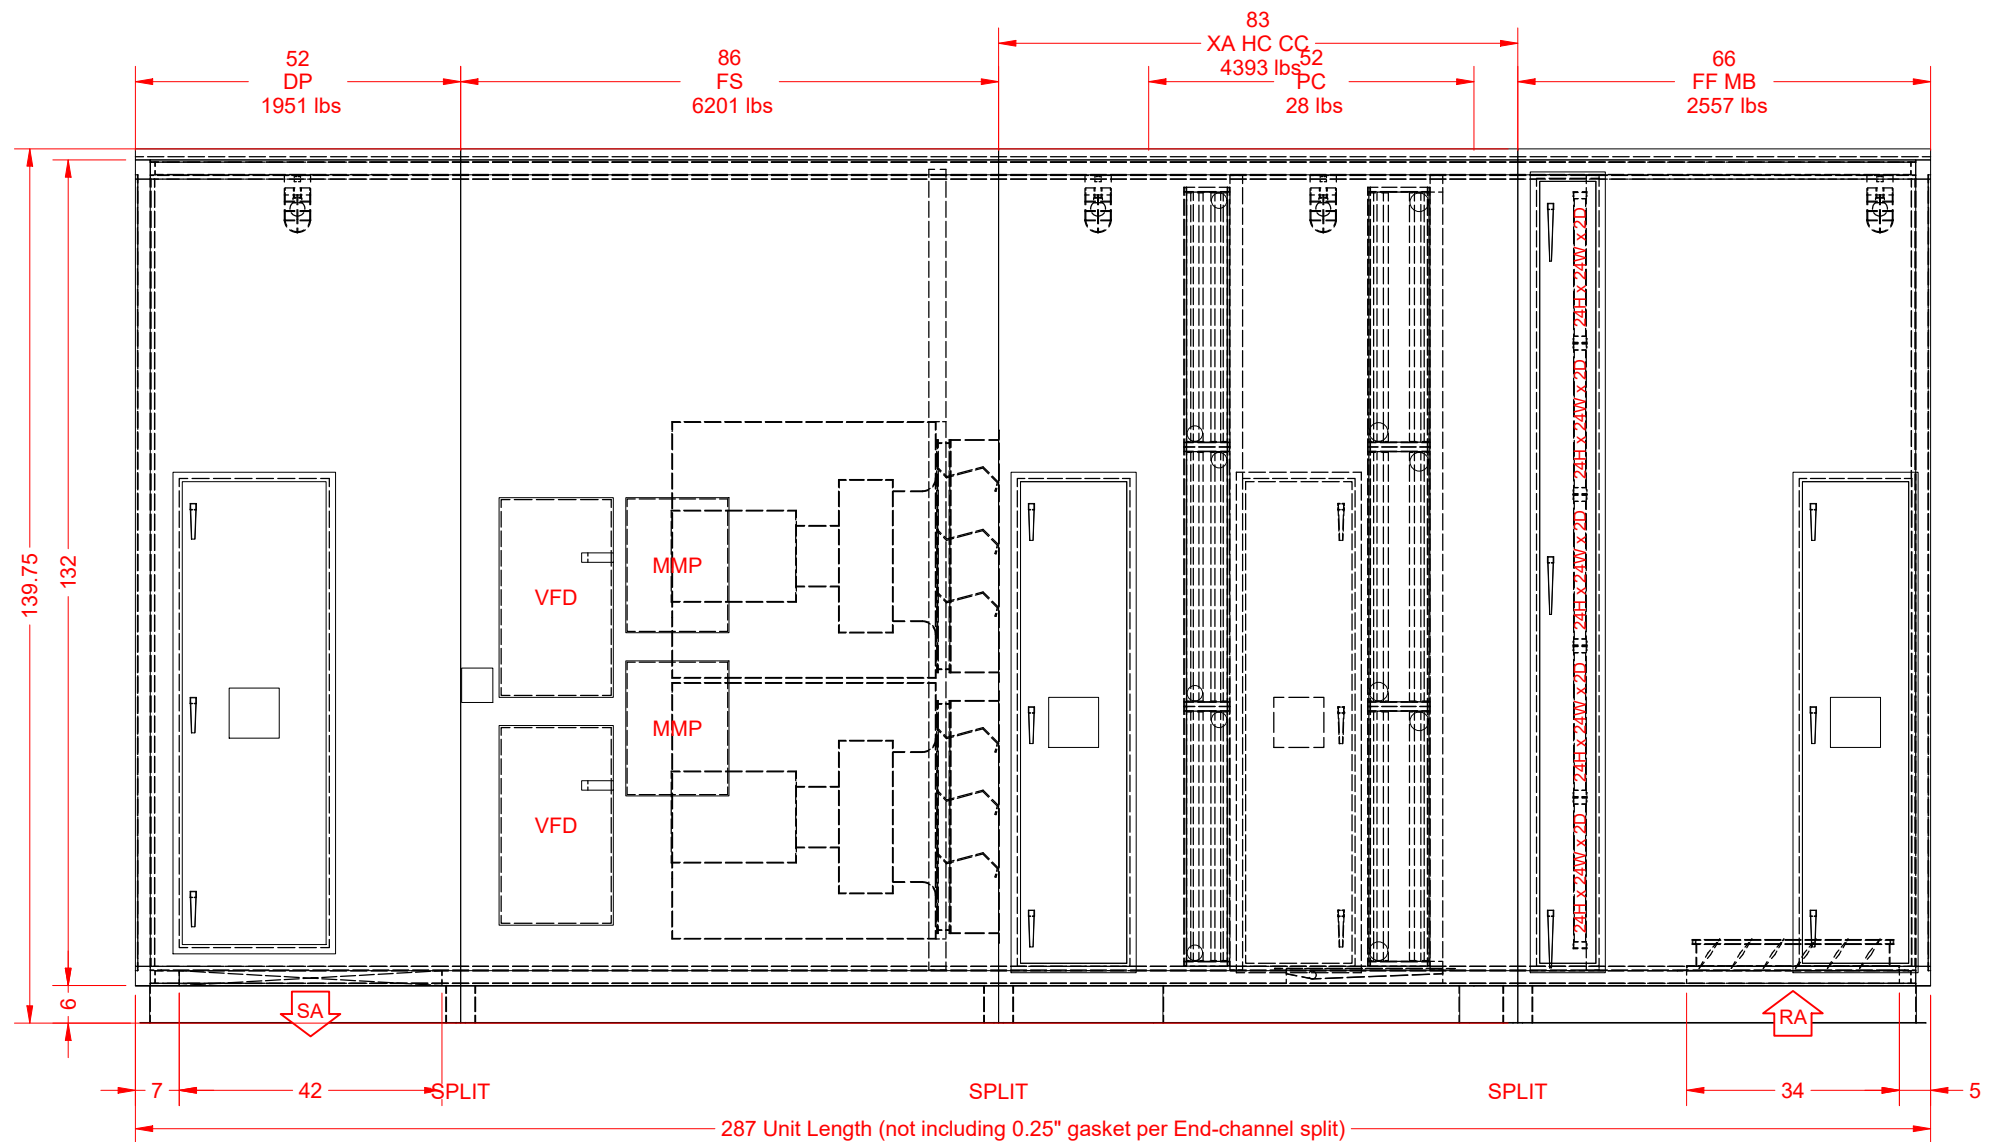 83
XA HC CC
4393 lbs
52
DP
1951 lbs
86
FS
6201 lbs
52
PC
28 lbs
66
FF MB
2557 lbs
139.75
132
6
VFD
MMP
MMP
VFD
24H x 24W x 2D
24H x 24W x 2D
24H x 24W x 2D
24H x 24W x 2D
24H x 24W x 2D
SA
RA
7
42
SPLIT
SPLIT
SPLIT
34
5
287 Unit Length (not including 0.25" gasket per End-channel split)